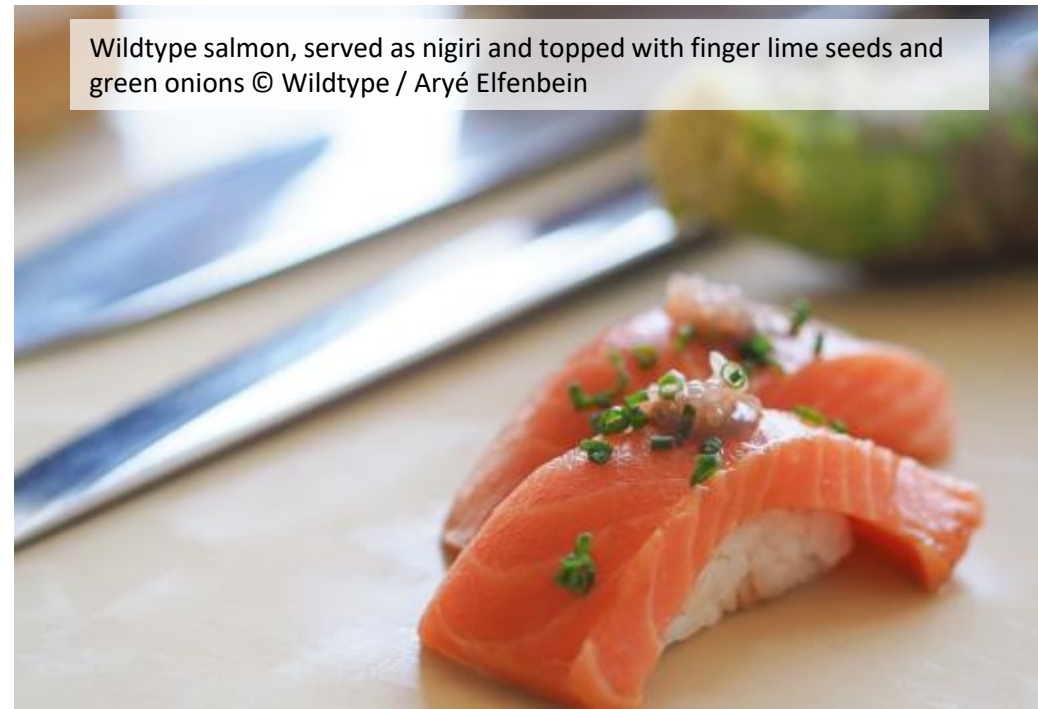 Wildtype salmon, served as nigiri and topped with finger lime seeds and
green onions © Wildtype / Aryé Elfenbein